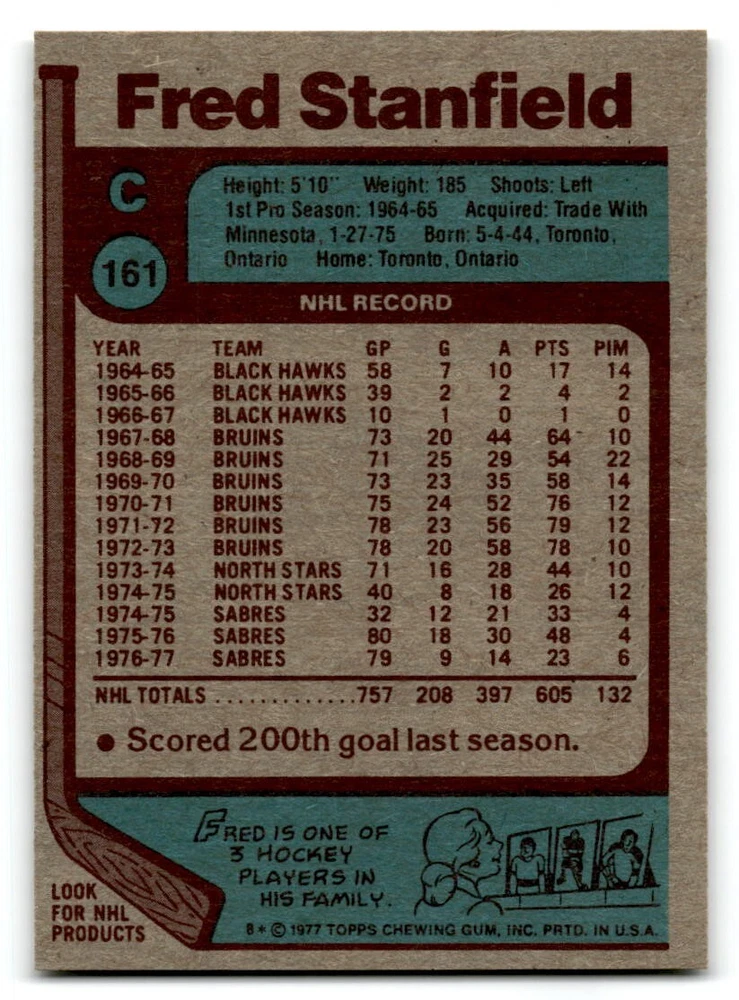 Fred Stanfield
C
161
Height: 5'10" Weight: 185 Shoots: Left
1st Pro Season: 1964-65 Acquired: Trade With
Minnesota, 1-27-75 Born: 5-4-44, Toronto,
Ontario Home: Toronto, Ontario
NHL RECORD
YEAR TEAM GP G A PTS PIM
1964-65 BLACK HAWKS 58 7 10 17 14
1965-66 BLACK HAWKS 39 2 2 4 2
1966-67 BLACK HAWKS 10 1 0 1 0
1967-68 BRUINS 73 20 44 64 10
1968-69 BRUINS 71 25 29 54 22
1969-70 BRUINS 73 23 35 58 14
1970-71 BRUINS 75 24 52 76 12
1971-72 BRUINS 78 23 56 79 12
1972-73 BRUINS 78 20 58 78 10
1973-74 NORTH STARS 71 16 28 44 10
1974-75 NORTH STARS 40 8 18 26 12
1974-75 SABRES 32 12 21 33 4
1975-76 SABRES 80 18 30 48 4
1976-77 SABRES 79 9 14 23 6
NHL TOTALS .............757 208 397 605 132
● Scored 200th goal last season.
FRED IS ONE OF
3 HOCKEY
PLAYERS IN
HIS FAMILY.
LOOK
FOR NHL
PRODUCTS
B * © 1977 TOPPS CHEWING GUM, INC. PRTD. IN U.S.A.